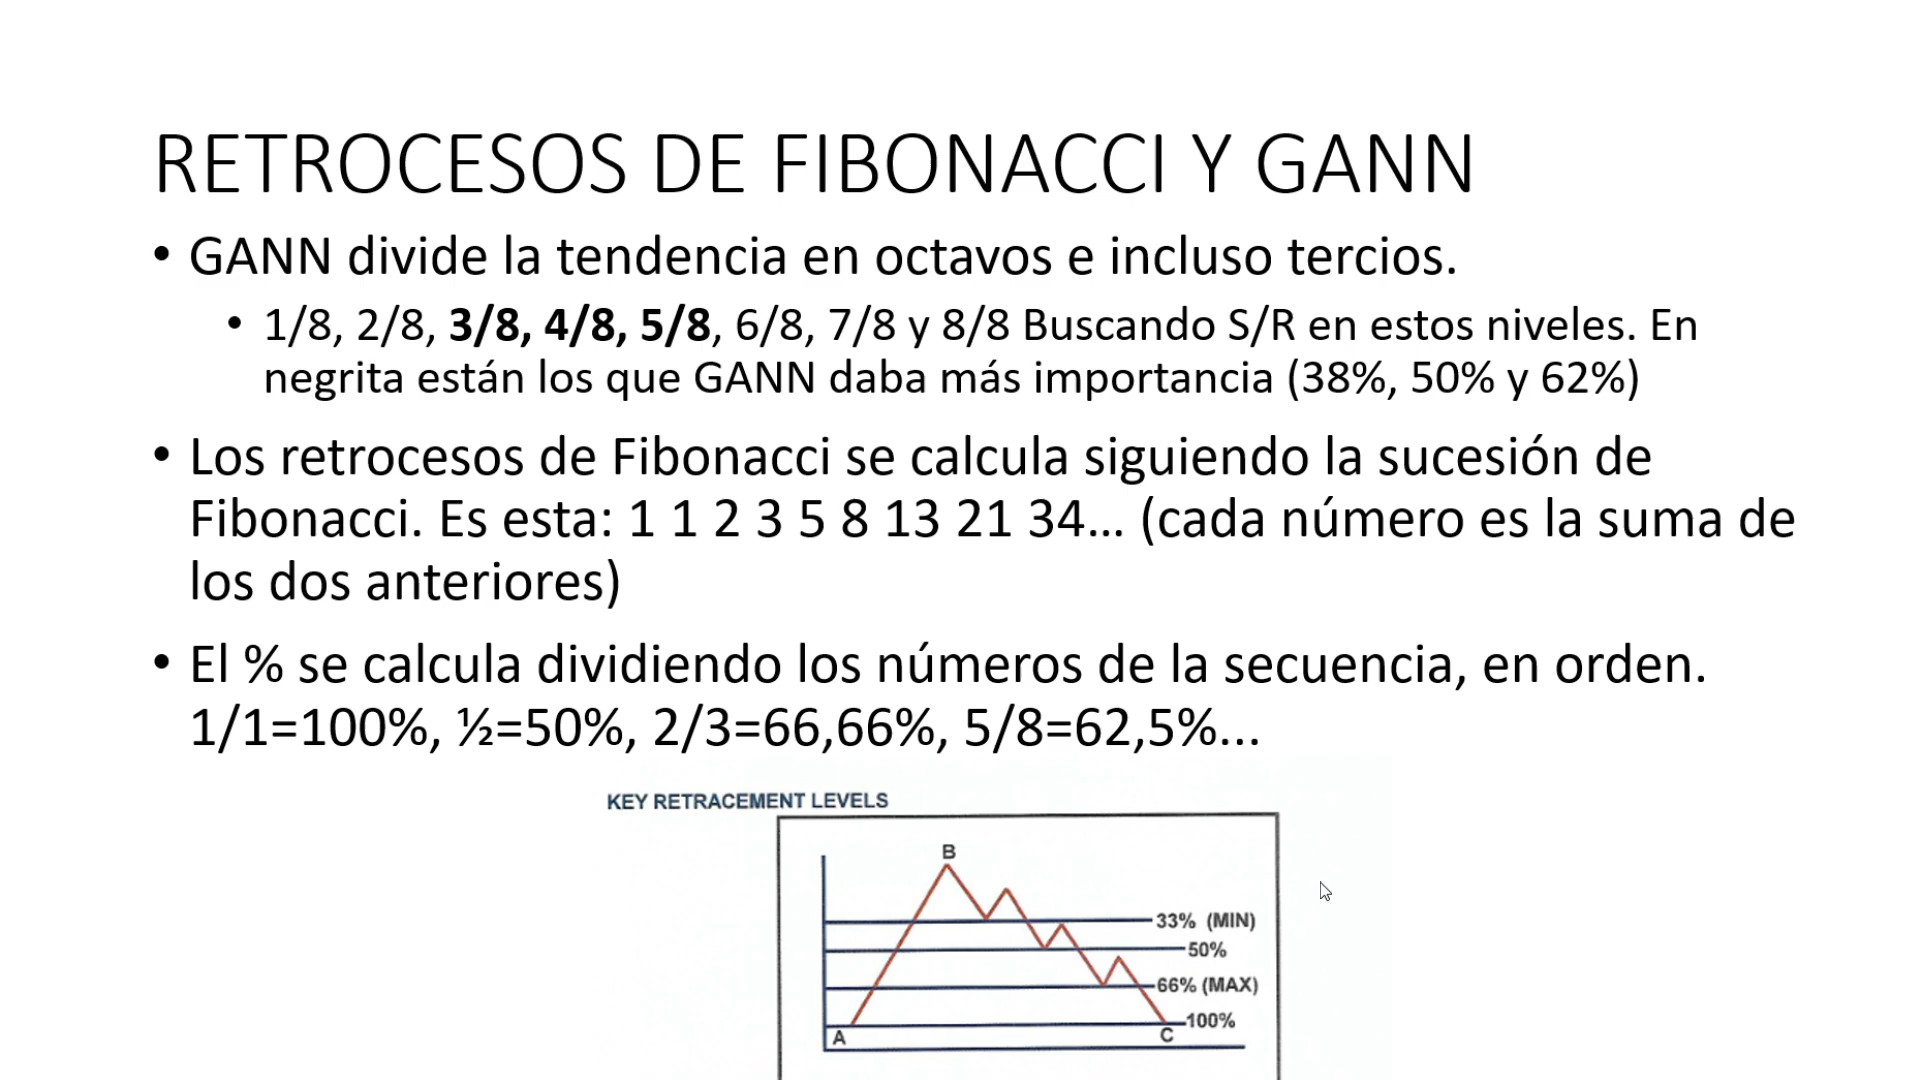 RETROCESOS DE FIBONACCI Y GANN
• GANN divide la tendencia en octavos e incluso tercios.
• 1/8, 2/8, 3/8, 4/8, 5/8, 6/8, 7/8 y 8/8 Buscando S/R en estos niveles. En
negrita están los que GANN daba más importancia (38%, 50% y 62%)
• Los retrocesos de Fibonacci se calcula siguiendo la sucesión de
Fibonacci. Es esta: 1 1 2 3 5 8 13 21 34... (cada número es la suma de
los dos anteriores)
• El % se calcula dividiendo los números de la secuencia, en orden.
1/1=100%, ½=50%, 2/3=66,66%, 5/8=62,5%...
KEY RETRACEMENT LEVELS
B
33% (MIN)
50%
66% (MAX)
100%
A
C